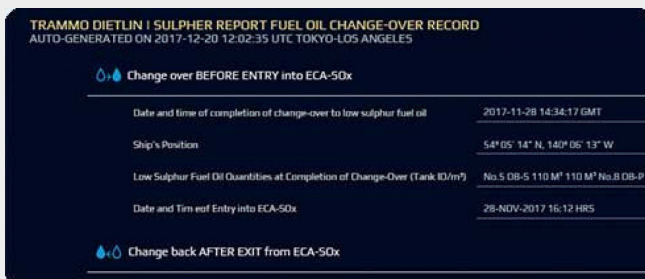 TRAMMO DIETLIN | SULPHER REPORT FUEL OIL CHANGE-OVER RECORD
AUTO-GENERATED ON 2017-12-20 12:02:35 UTC TOKYO-LOS ANGELES
Change over BEFORE ENTRY into ECA-SOx
Date and time of completion of change-over to low sulphur fuel oil 2017-11-28 14:34:17 GMT
Ship's Position 54° 05' 14" N, 140° 06' 13" W
Low Sulphur Fuel Oil Quantities at Completion of Change-Over (Tank ID/m³) No.5 DB-S 110 M³ 110 M³ No.8 DB-P
Date and Tim eof Entry into ECA-SOx 28-NOV-2017 16:12 HRS
Change back AFTER EXIT from ECA-SOx